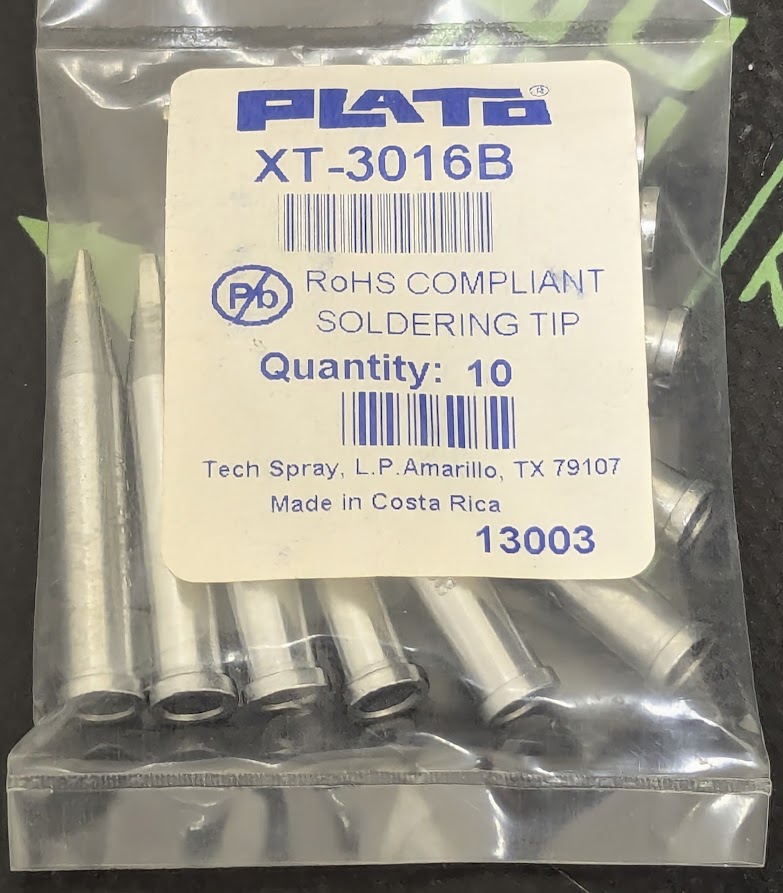 PLATO®
XT-3016B
Pb
RoHS COMPLIANT
SOLDERING TIP
Quantity: 10
Tech Spray, L.P.Amarillo, TX 79107
Made in Costa Rica
13003